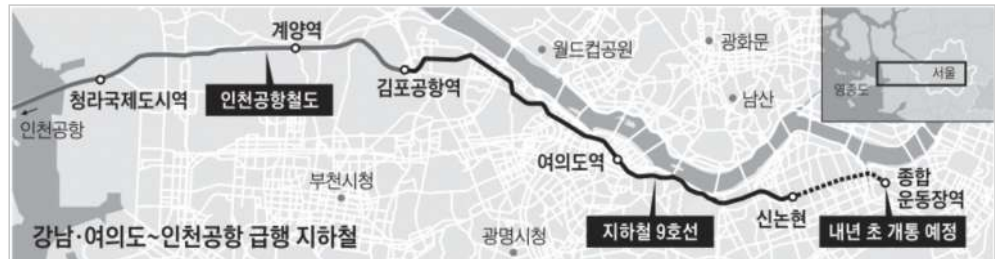 계양역
월드컵공원
광화문
서울
영종도
청라국제도시역
인천공항철도
김포공항역
남산
인천공항
여의도역
부천시청
종합
운동장역
신논현
강남·여의도~인천공항 급행 지하철
광명시청
지하철 9호선
내년 초 개통 예정